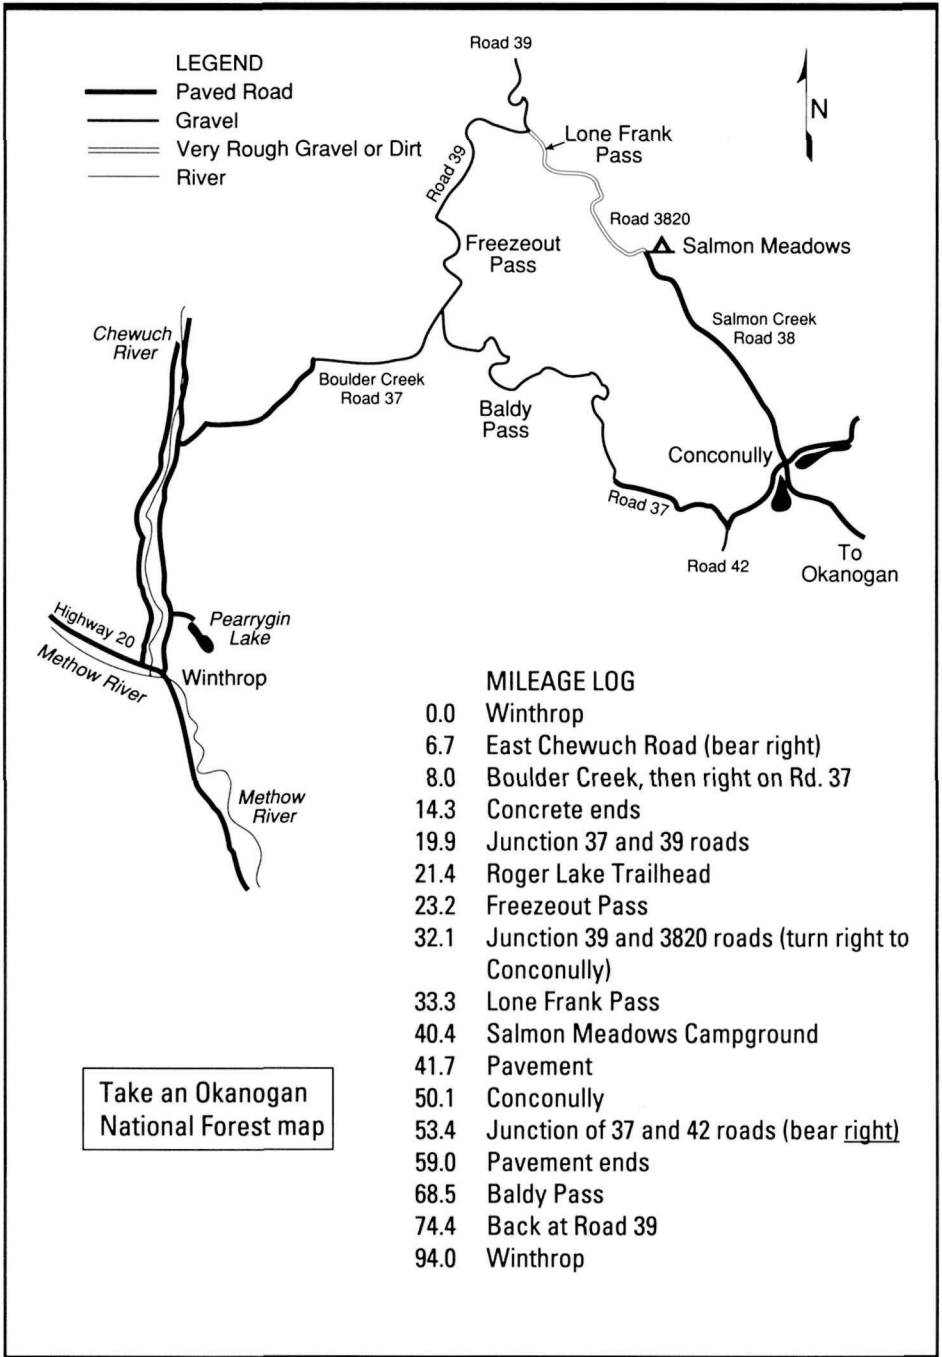 Road 39
LEGEND
Paved Road
Gravel
Very Rough Gravel or Dirt
River
N
Lone Frank
Pass
Road 39
Road 3820
Freezeout
Pass
Salmon Meadows
Chewuch
River
Salmon Creek
Road 38
Boulder Creek
Road 37
Baldy
Pass
Conconully
Road 37
Road 42
To
Okanogan
Highway 20
Pearrygin
Lake
Methow River
Winthrop
Methow
River
MILEAGE LOG
0.0 Winthrop
6.7 East Chewuch Road (bear right)
8.0 Boulder Creek, then right on Rd. 37
14.3 Concrete ends
19.9 Junction 37 and 39 roads
21.4 Roger Lake Trailhead
23.2 Freezeout Pass
32.1 Junction 39 and 3820 roads (turn right to
Conconully)
33.3 Lone Frank Pass
40.4 Salmon Meadows Campground
41.7 Pavement
50.1 Conconully
53.4 Junction of 37 and 42 roads (bear right)
59.0 Pavement ends
68.5 Baldy Pass
74.4 Back at Road 39
94.0 Winthrop
Take an Okanogan
National Forest map